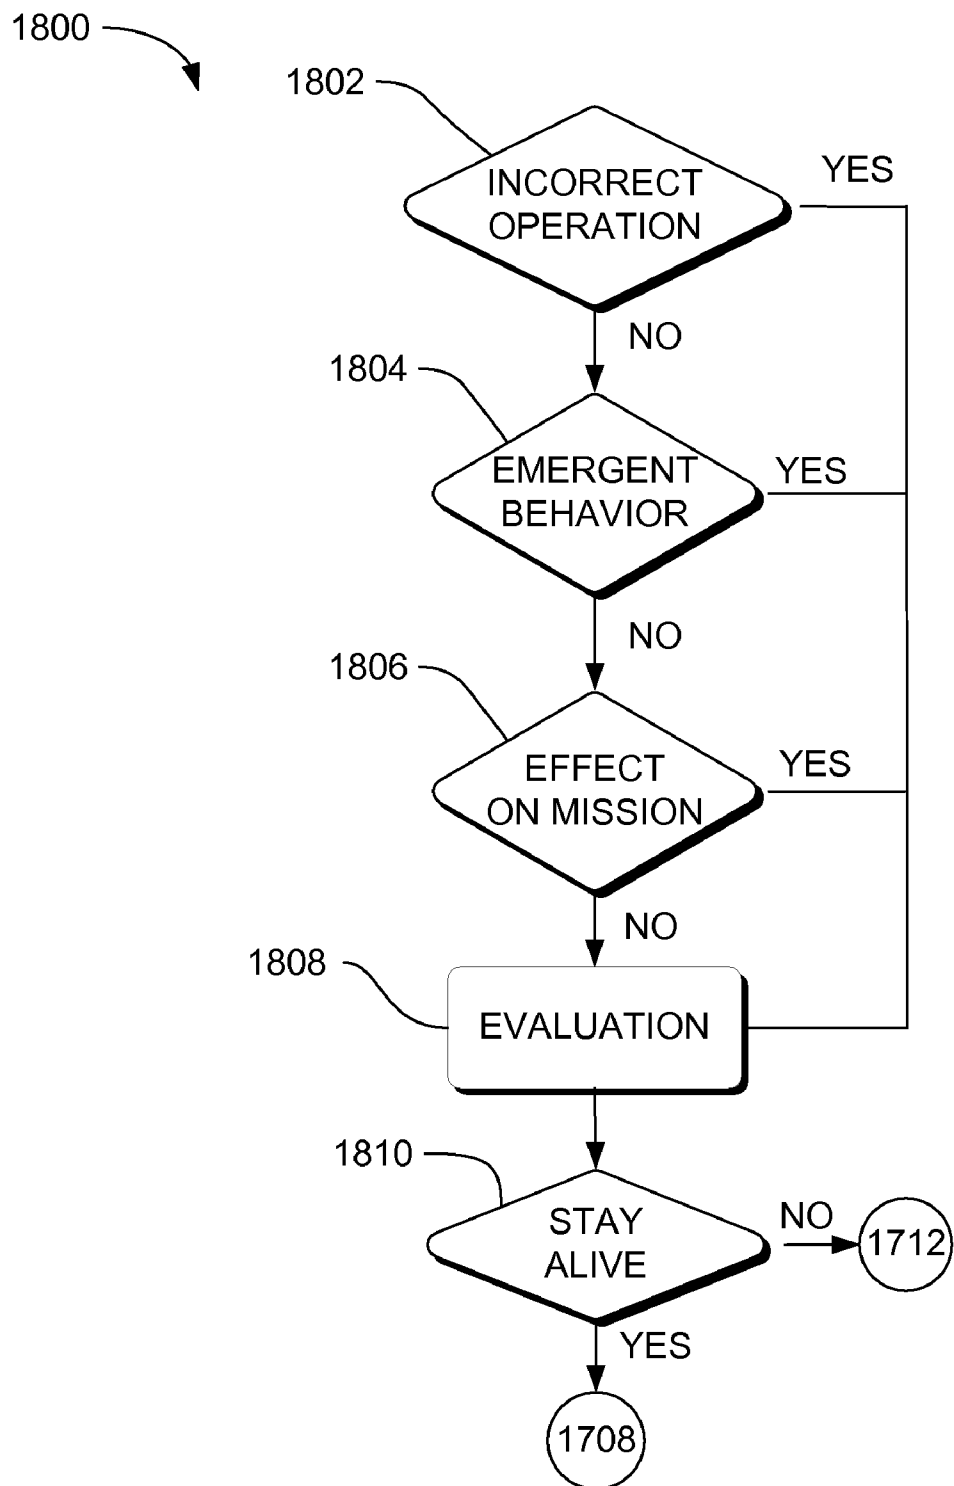 1800
1802
INCORRECT
OPERATION
YES
NO
1804
EMERGENT
BEHAVIOR
YES
NO
1806
EFFECT
ON MISSION
YES
NO
1808
EVALUATION
1810
STAY
ALIVE
NO
1712
YES
1708